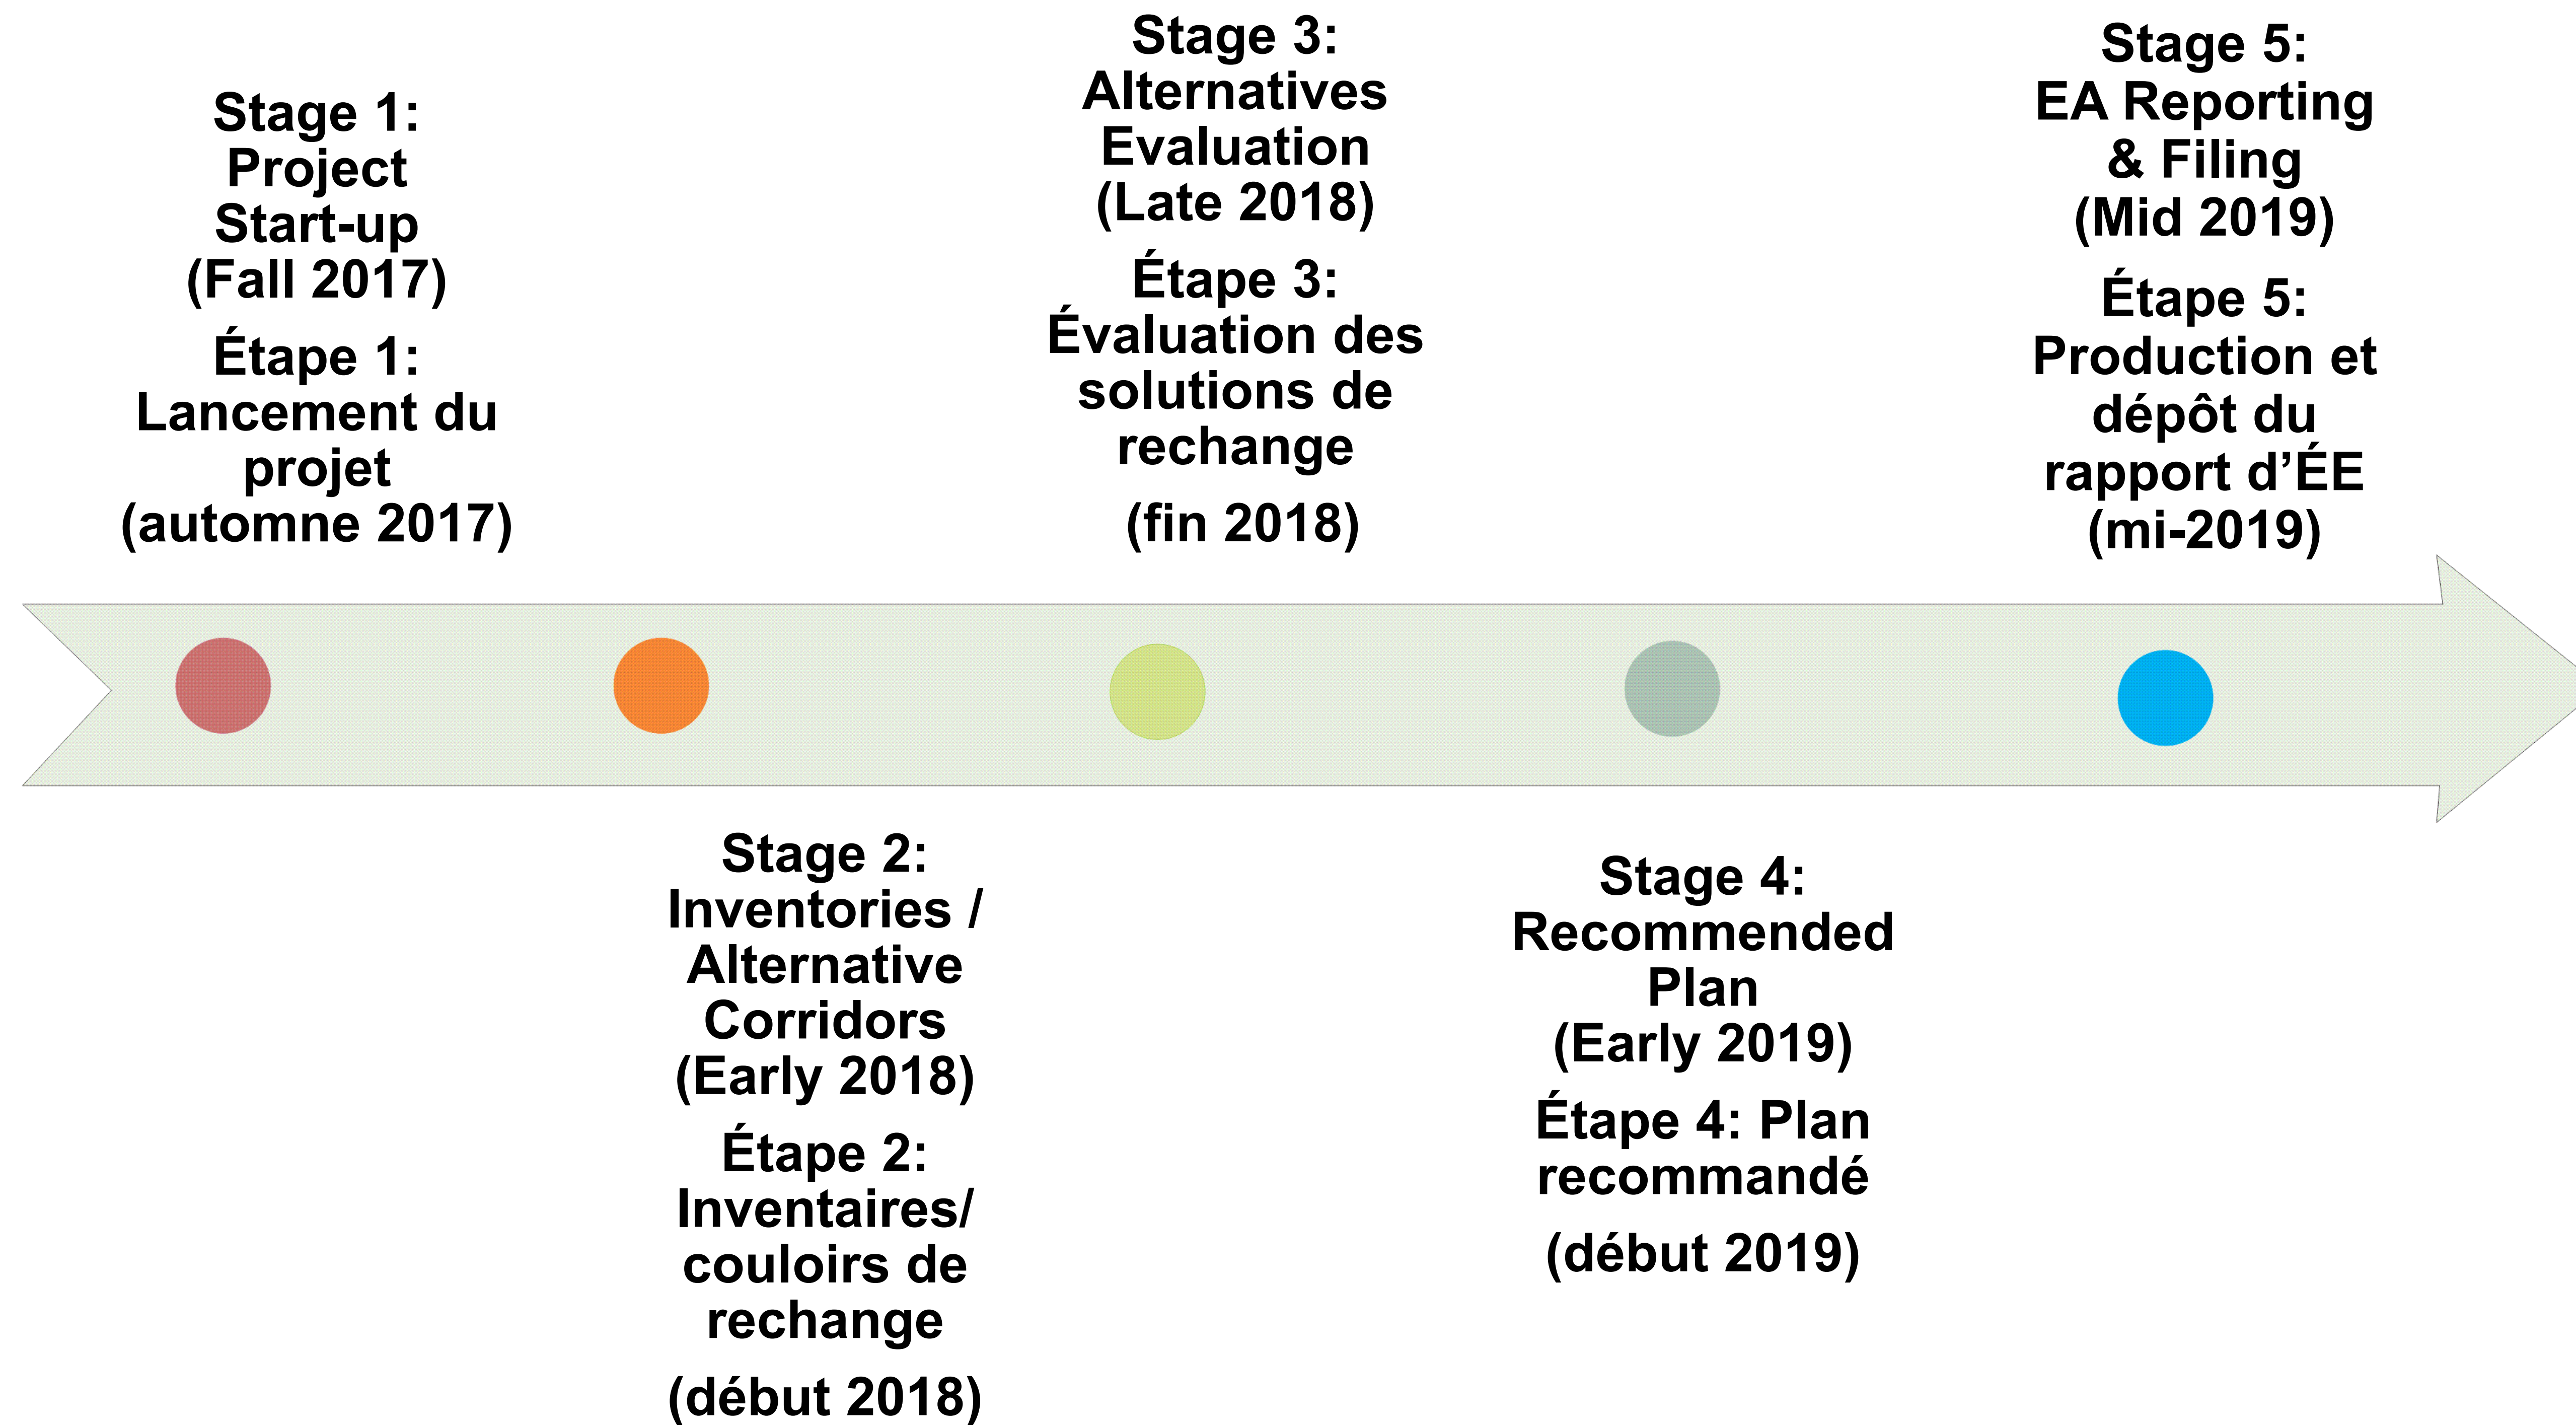 Stage 1:
Project
Start-up
(Fall 2017)
Étape 1:
Lancement du
projet
(automne 2017)
Stage 2:
Inventories /
Alternative
Corridors
(Early 2018)
Étape 2:
Inventaires/
couloirs de
rechange
(début 2018)
Stage 3:
Alternatives
Evaluation
(Late 2018)
Étape 3:
Évaluation des
solutions de
rechange
(fin 2018)
Stage 4:
Recommended
Plan
(Early 2019)
Étape 4: Plan
recommandé
(début 2019)
Stage 5:
EA Reporting
& Filing
(Mid 2019)
Étape 5:
Production et
dépôt du
rapport d’ÉE
(mi-2019)